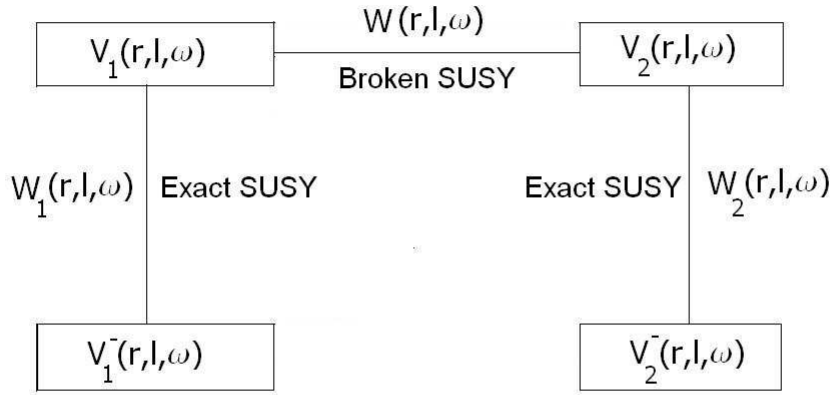 W(r,l,ω)
V₁(r,l,ω)
V₂(r,l,ω)
Broken SUSY
W₁(r,l,ω)
Exact SUSY
Exact SUSY
W₂(r,l,ω)
V₁⁻(r,l,ω)
V₂⁻(r,l,ω)